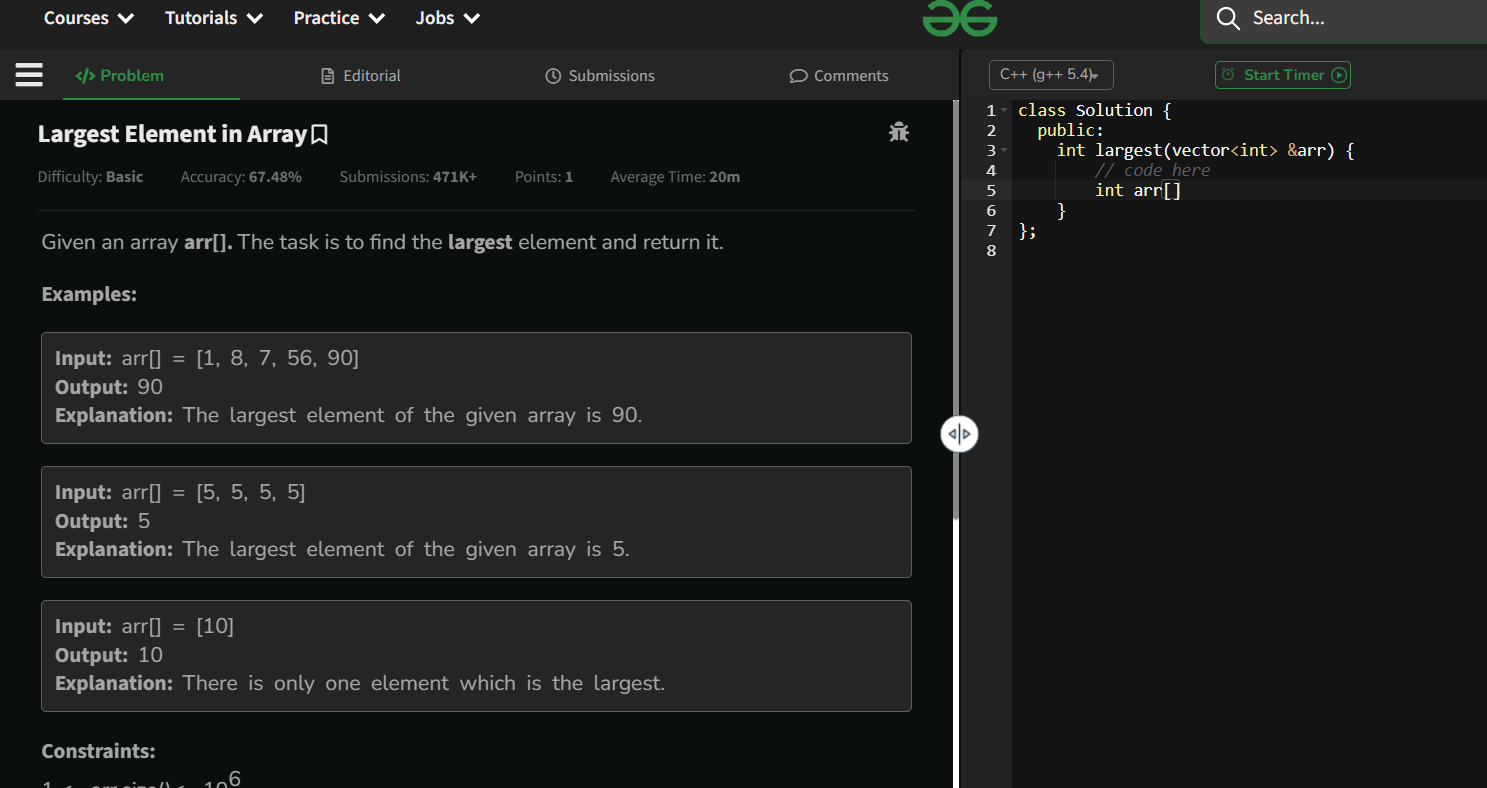 Courses Tutorials Practice Jobs Search...
</> Problem Editorial Submissions Comments C++ (g++ 5.4) Start Timer
Largest Element in Array
Difficulty: Basic Accuracy: 67.48% Submissions: 471K+ Points: 1 Average Time: 20m
Given an array arr[]. The task is to find the largest element and return it.
Examples:
Input: arr[] = [1, 8, 7, 56, 90]
Output: 90
Explanation: The largest element of the given array is 90.
Input: arr[] = [5, 5, 5, 5]
Output: 5
Explanation: The largest element of the given array is 5.
Input: arr[] = [10]
Output: 10
Explanation: There is only one element which is the largest.
Constraints:
1 class Solution {
2 public:
3 int largest(vector<int> &arr) {
4 // code here
5 int arr[]
6 }
7 };
8